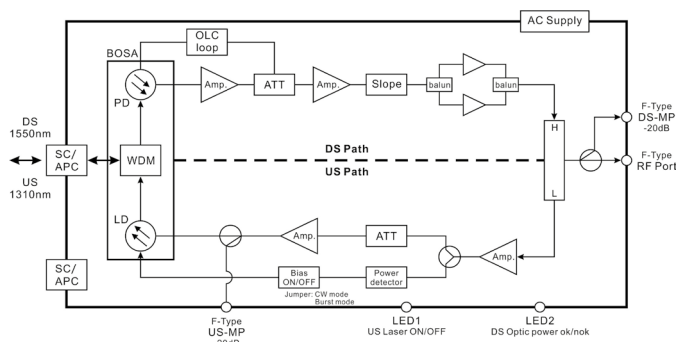 AC Supply
OLC
loop
BOSA
PD
Amp.
ATT
Amp.
Slope
balun
balun
H
F-Type
DS-MP
-20dB
DS
1550nm
SC/
APC
WDM
DS Path
US Path
F-Type
RF Port
US
1310nm
L
LD
Amp.
ATT
Amp.
SC/
APC
Bias
ON/OFF
Power
detector
Jumper: CW mode
Burst mode
F-Type
US-MP
-20dB
LED1
US Laser ON/OFF
LED2
DS Optic power ok/nok